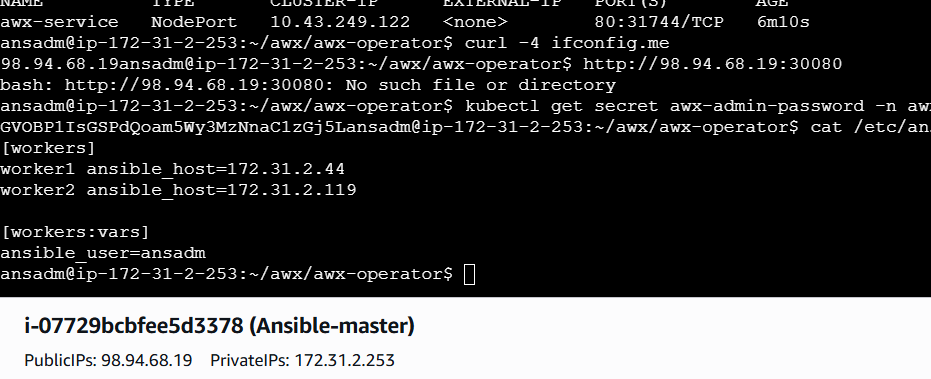 NAME TYPE CLUSTER-IP EXTERNAL-IP PORT(S) AGE
awx-service NodePort 10.43.249.122 <none> 80:31744/TCP 6m10s
ansadm@ip-172-31-2-253:~/awx/awx-operator$ curl -4 ifconfig.me
98.94.68.19ansadm@ip-172-31-2-253:~/awx/awx-operator$ http://98.94.68.19:30080
bash: http://98.94.68.19:30080: No such file or directory
ansadm@ip-172-31-2-253:~/awx/awx-operator$ kubectl get secret awx-admin-password -n aw
GVOBP1IsGSPdQoam5Wy3MzNnaC1zGj5Lansadm@ip-172-31-2-253:~/awx/awx-operator$ cat /etc/an
[workers]
worker1 ansible_host=172.31.2.44
worker2 ansible_host=172.31.2.119
[workers:vars]
ansible_user=ansadm
ansadm@ip-172-31-2-253:~/awx/awx-operator$
i-07729bcbfee5d3378 (Ansible-master)
PublicIPs: 98.94.68.19 PrivateIPs: 172.31.2.253